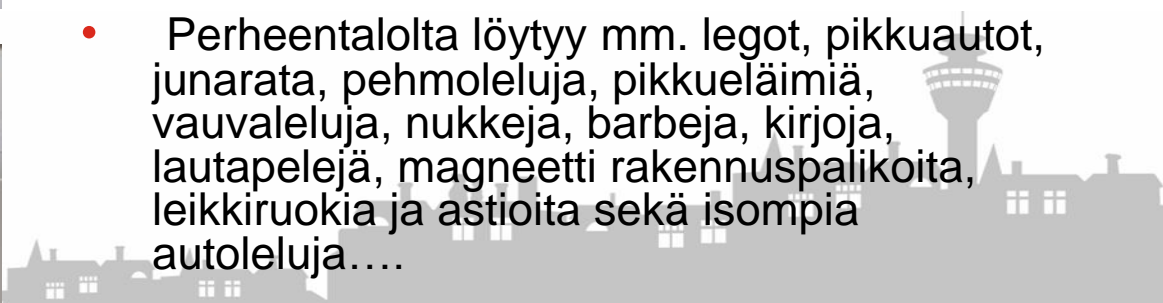 • Perheentalolta löytyy mm. legot, pikkuautot,
junarata, pehmoleluja, pikkueläimiä,
vauvaleluja, nukkeja, barbeja, kirjoja,
lautapelejä, magneetti rakennuspalikoita,
leikkiruokia ja astioita sekä isompia
autoleluja….